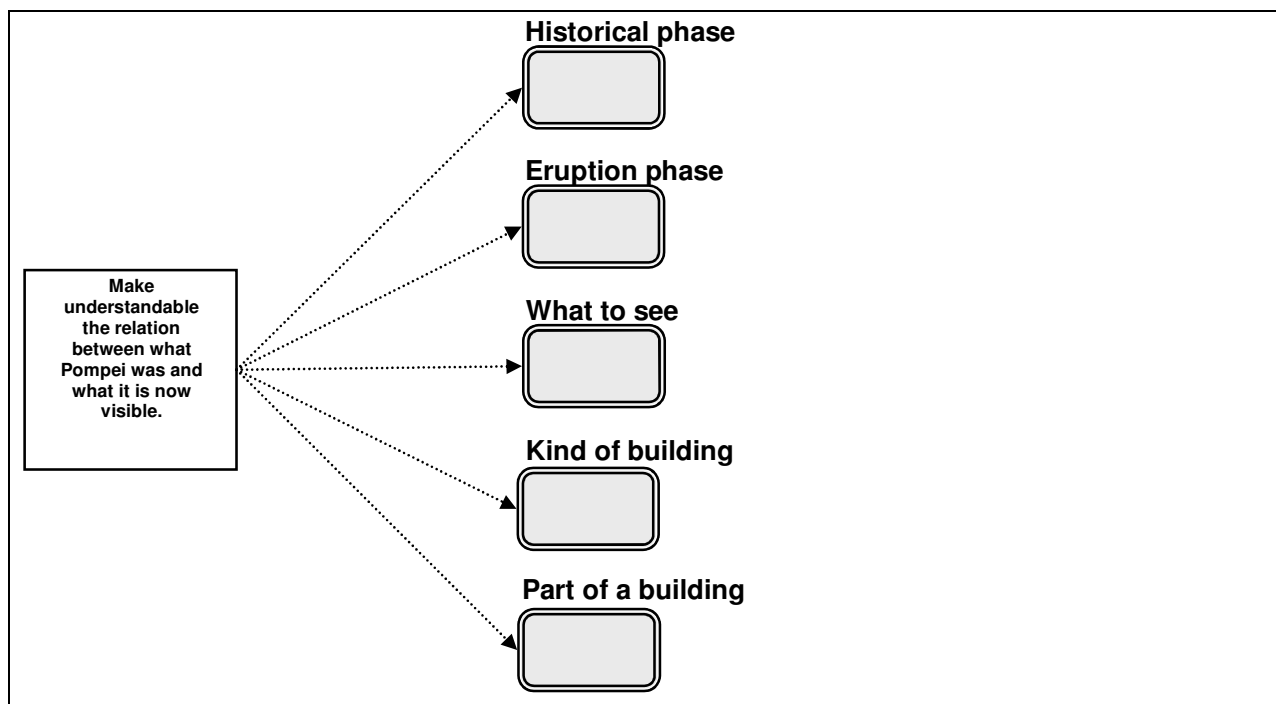 Historical phase
Eruption phase
Make
understandable
the relation
between what
Pompei was and
what it is now
visible.
What to see
Kind of building
Part of a building